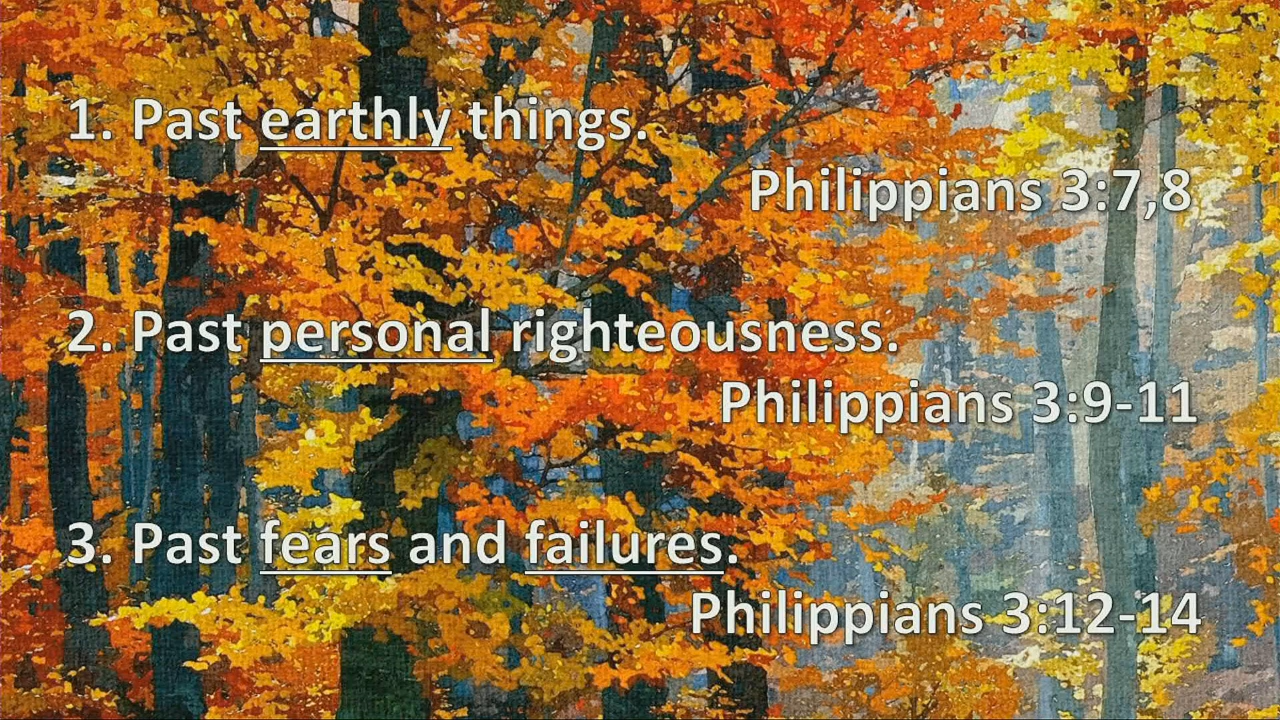 1. Past earthly things.
Philippians 3:7,8
2. Past personal righteousness.
Philippians 3:9-11
3. Past fears and failures.
Philippians 3:12-14